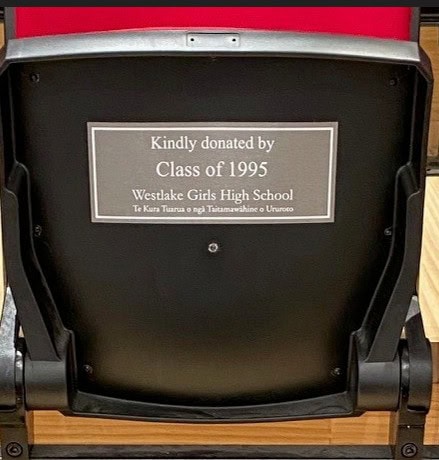 Kindly donated by
Class of 1995
Westlake Girls High School
Te Kura Tuarua o ngā Taitamawāhine o Ururoto